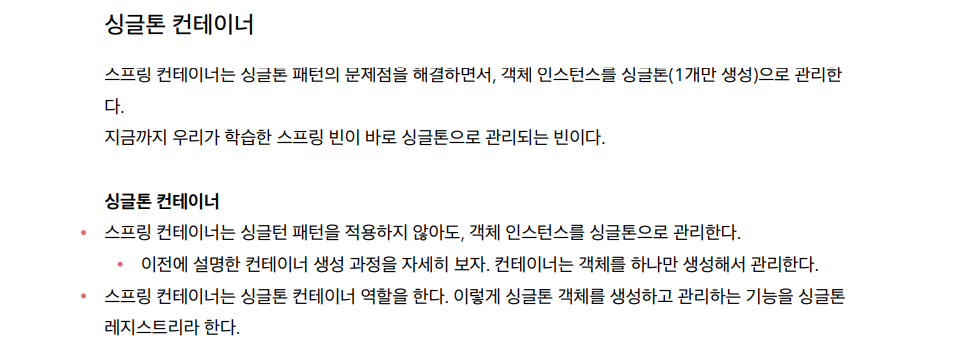 싱글톤 컨테이너
스프링 컨테이너는 싱글톤 패턴의 문제점을 해결하면서, 객체 인스턴스를 싱글톤(1개만 생성)으로 관리한
다.
지금까지 우리가 학습한 스프링 빈이 바로 싱글톤으로 관리되는 빈이다.
싱글톤 컨테이너
스프링 컨테이너는 싱글턴 패턴을 적용하지 않아도, 객체 인스턴스를 싱글톤으로 관리한다.
이전에 설명한 컨테이너 생성 과정을 자세히 보자. 컨테이너는 객체를 하나만 생성해서 관리한다.
스프링 컨테이너는 싱글톤 컨테이너 역할을 한다. 이렇게 싱글톤 객체를 생성하고 관리하는 기능을 싱글톤
레지스트리라 한다.